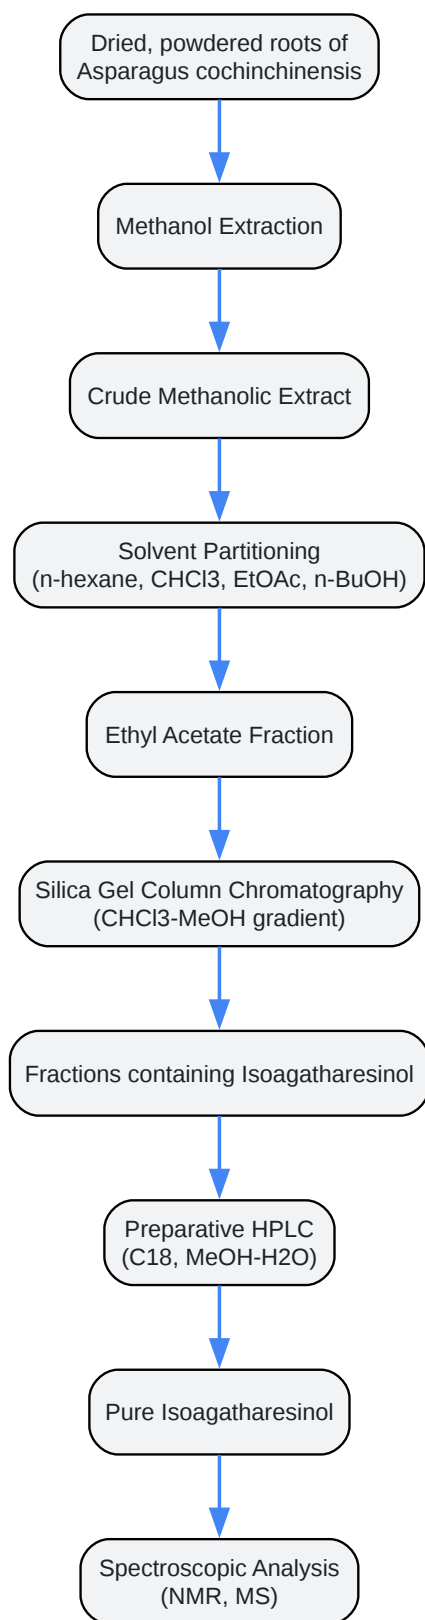 Dried, powdered roots of
Asparagus cochinchinensis
Methanol Extraction
Crude Methanolic Extract
Solvent Partitioning
(n-hexane, CHCl3, EtOAc, n-BuOH)
Ethyl Acetate Fraction
Silica Gel Column Chromatography
(CHCl3-MeOH gradient)
Fractions containing Isoagatharesinol
Preparative HPLC
(C18, MeOH-H2O)
Pure Isoagatharesinol
Spectroscopic Analysis
(NMR, MS)